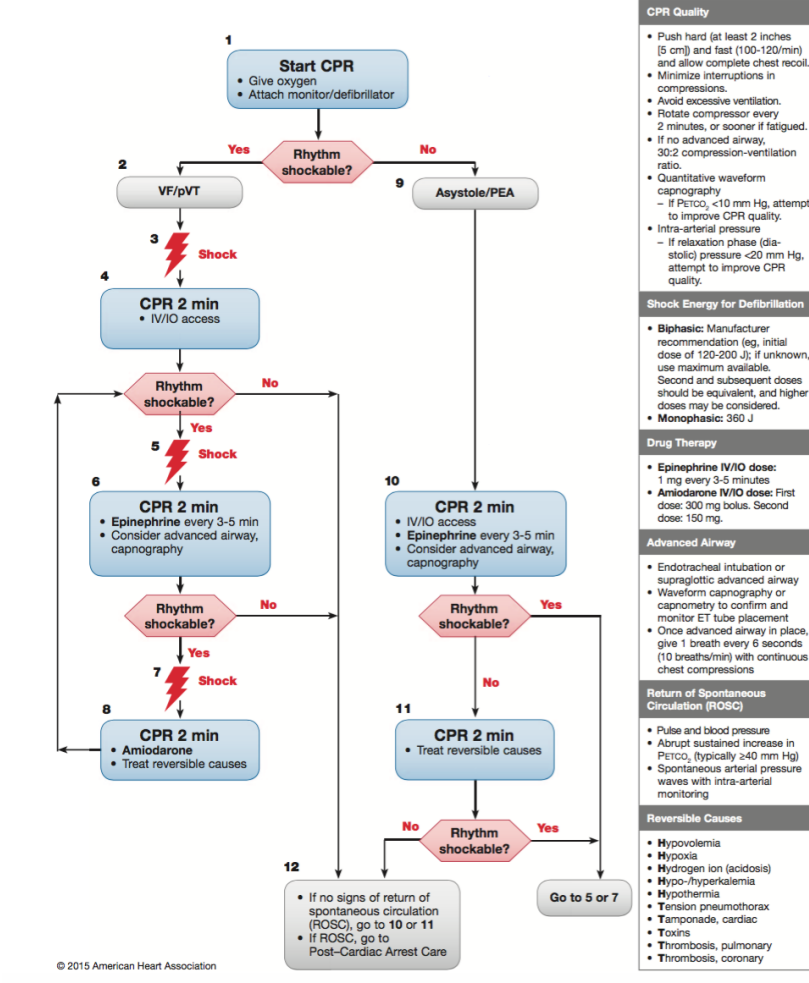 1
Start CPR
• Give oxygen
• Attach monitor/defibrillator
Rhythm
shockable?
Yes
No
2
VF/pVT
9
Asystole/PEA
3
Shock
4
CPR 2 min
• IV/IO access
Rhythm
shockable?
No
Yes
5
Shock
6
CPR 2 min
• Epinephrine every 3-5 min
• Consider advanced airway,
capnography
10
CPR 2 min
• IV/IO access
• Epinephrine every 3-5 min
• Consider advanced airway,
capnography
Rhythm
shockable?
No
Yes
Rhythm
shockable?
Yes
No
7
Shock
8
CPR 2 min
• Amiodarone
• Treat reversible causes
11
CPR 2 min
• Treat reversible causes
Rhythm
shockable?
No
Yes
12
• If no signs of return of
spontaneous circulation
(ROSC), go to 10 or 11
• If ROSC, go to
Post–Cardiac Arrest Care
Go to 5 or 7
© 2015 American Heart Association
CPR Quality
• Push hard (at least 2 inches
[5 cm]) and fast (100-120/min)
and allow complete chest recoil.
• Minimize interruptions in
compressions.
• Avoid excessive ventilation.
• Rotate compressor every
2 minutes, or sooner if fatigued.
• If no advanced airway,
30:2 compression-ventilation
ratio.
• Quantitative waveform
capnography
– If PETCO₂ <10 mm Hg, attempt
to improve CPR quality.
• Intra-arterial pressure
– If relaxation phase (dia-
stolic) pressure <20 mm Hg,
attempt to improve CPR
quality.
Shock Energy for Defibrillation
• Biphasic: Manufacturer
recommendation (eg, initial
dose of 120-200 J); if unknown,
use maximum available.
Second and subsequent doses
should be equivalent, and higher
doses may be considered.
• Monophasic: 360 J
Drug Therapy
• Epinephrine IV/IO dose:
1 mg every 3-5 minutes
• Amiodarone IV/IO dose: First
dose: 300 mg bolus. Second
dose: 150 mg.
Advanced Airway
• Endotracheal intubation or
supraglottic advanced airway
• Waveform capnography or
capnometry to confirm and
monitor ET tube placement
• Once advanced airway in place,
give 1 breath every 6 seconds
(10 breaths/min) with continuous
chest compressions
Return of Spontaneous
Circulation (ROSC)
• Pulse and blood pressure
• Abrupt sustained increase in
PETCO₂ (typically ≥40 mm Hg)
• Spontaneous arterial pressure
waves with intra-arterial
monitoring
Reversible Causes
• Hypovolemia
• Hypoxia
• Hydrogen ion (acidosis)
• Hypo-/hyperkalemia
• Hypothermia
• Tension pneumothorax
• Tamponade, cardiac
• Toxins
• Thrombosis, pulmonary
• Thrombosis, coronary